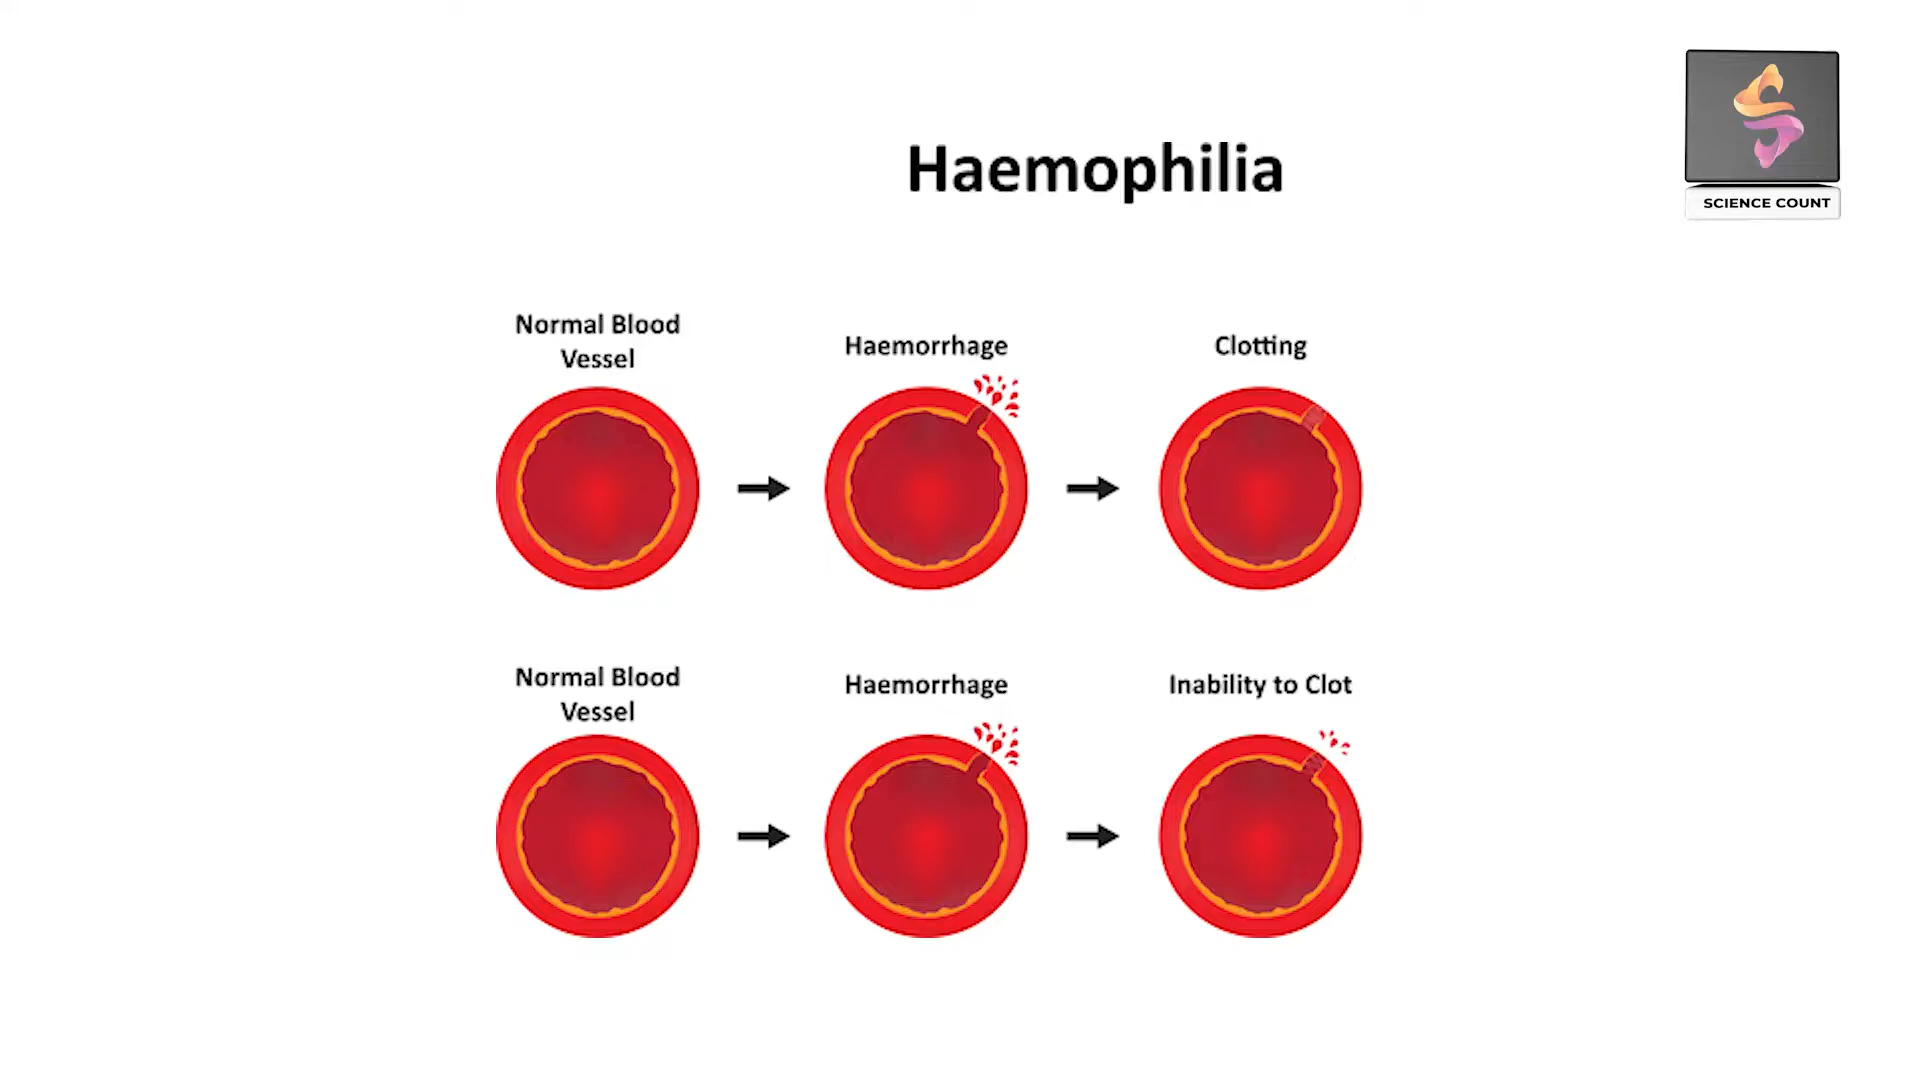 Haemophilia
SCIENCE COUNT
Normal Blood
Vessel
Haemorrhage
Clotting
Normal Blood
Vessel
Haemorrhage
Inability to Clot